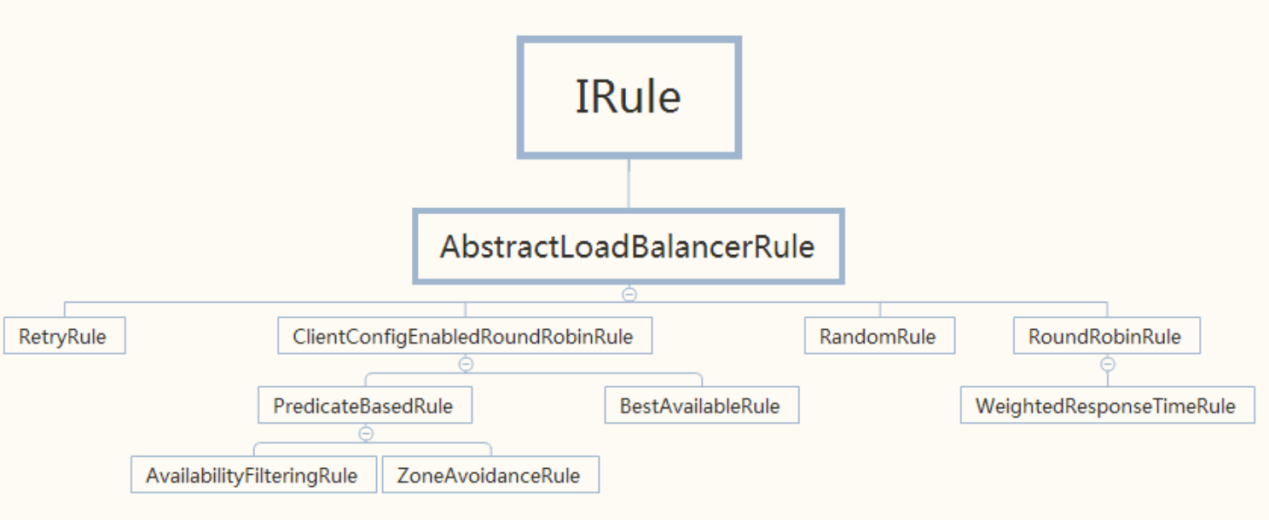 IRule
AbstractLoadBalancerRule
RetryRule
ClientConfigEnabledRoundRobinRule
RandomRule
RoundRobinRule
PredicateBasedRule
BestAvailableRule
WeightedResponseTimeRule
AvailabilityFilteringRule
ZoneAvoidanceRule